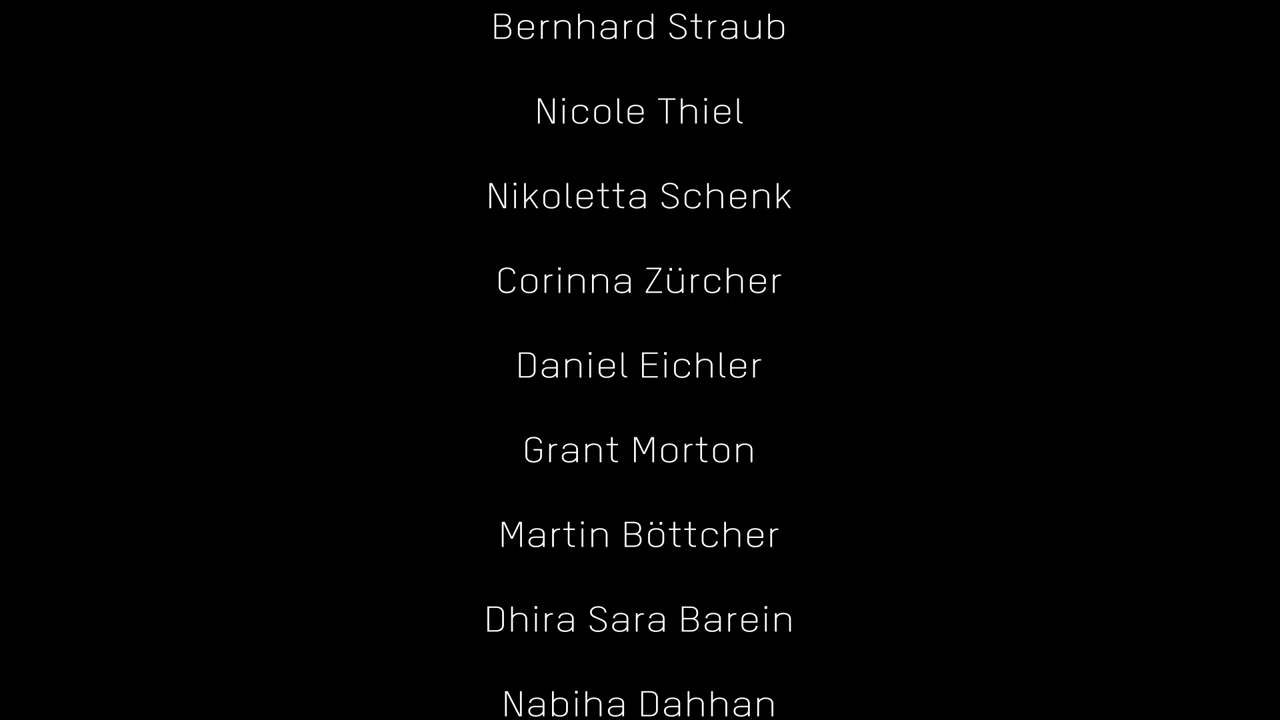 Bernhard Straub
Nicole Thiel
Nikoletta Schenk
Corinna Zürcher
Daniel Eichler
Grant Morton
Martin Böttcher
Dhira Sara Barein
Nabiha Dahhan